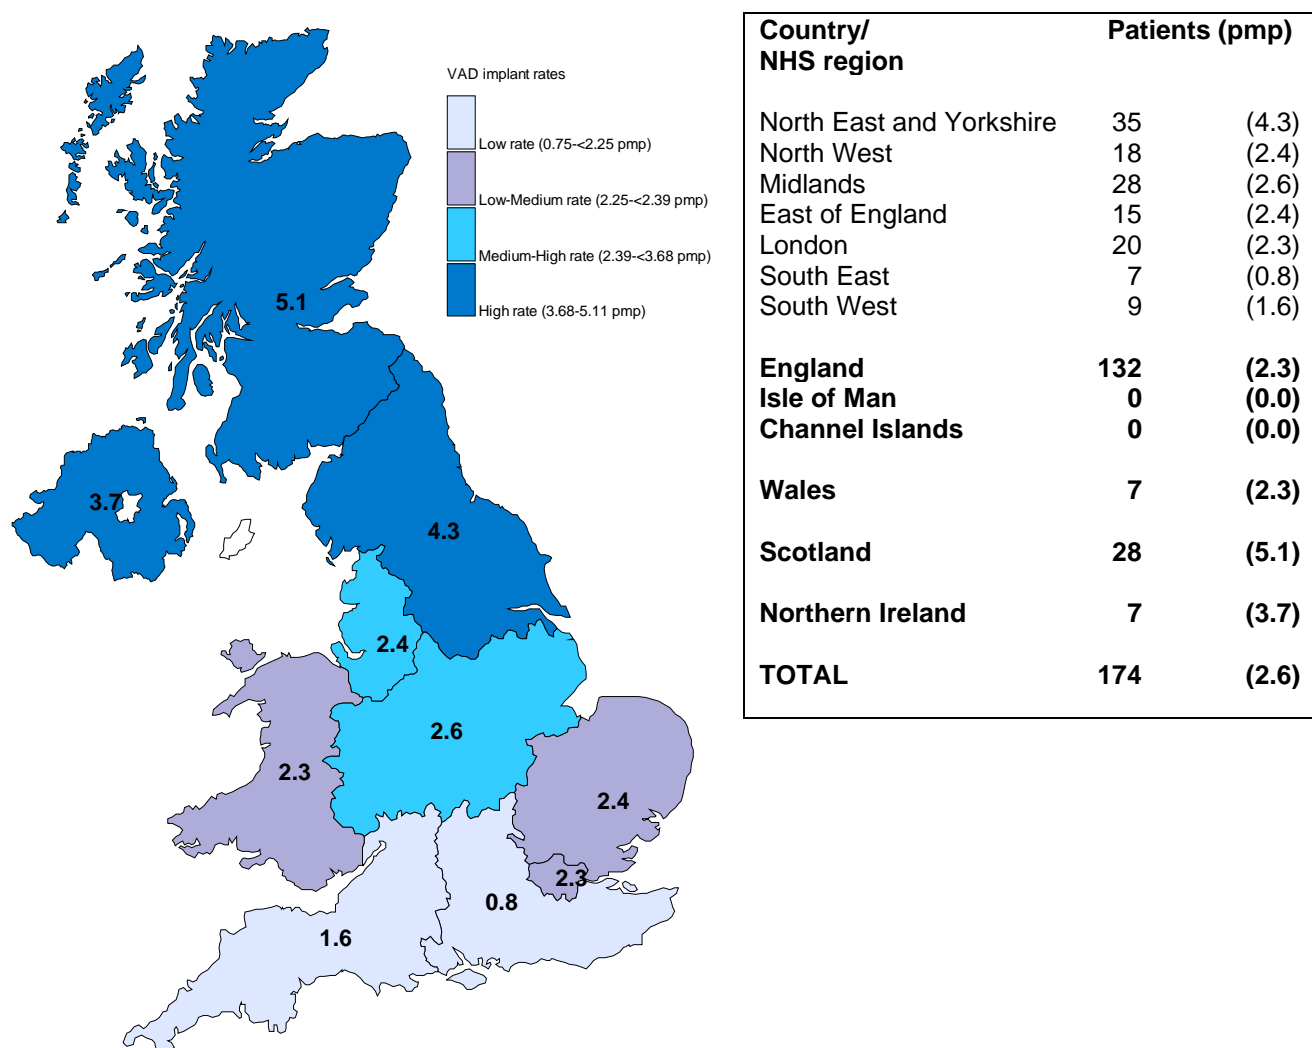 VAD implant rates
Low rate (0.75-<2.25 pmp)
Low-Medium rate (2.25-<2.39 pmp)
Medium-High rate (2.39-<3.68 pmp)
High rate (3.68-5.11 pmp)
5.1
3.7
4.3
2.4
2.6
2.3
2.4
2.3
0.8
1.6
Country/ Patients (pmp)
NHS region
North East and Yorkshire 35 (4.3)
North West 18 (2.4)
Midlands 28 (2.6)
East of England 15 (2.4)
London 20 (2.3)
South East 7 (0.8)
South West 9 (1.6)
England 132 (2.3)
Isle of Man 0 (0.0)
Channel Islands 0 (0.0)
Wales 7 (2.3)
Scotland 28 (5.1)
Northern Ireland 7 (3.7)
TOTAL 174 (2.6)